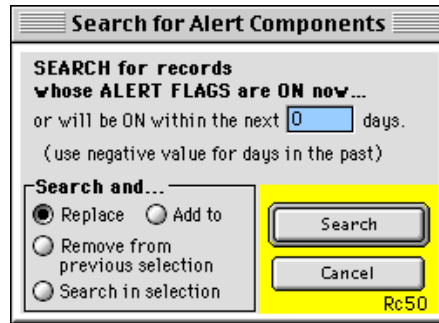 Search for Alert Components
SEARCH for records
whose ALERT FLAGS are ON now...
or will be ON within the next 0 days.
(use negative value for days in the past)
Search and...
Replace Add to
Remove from
previous selection
Search in selection
Search
Cancel
Rc50